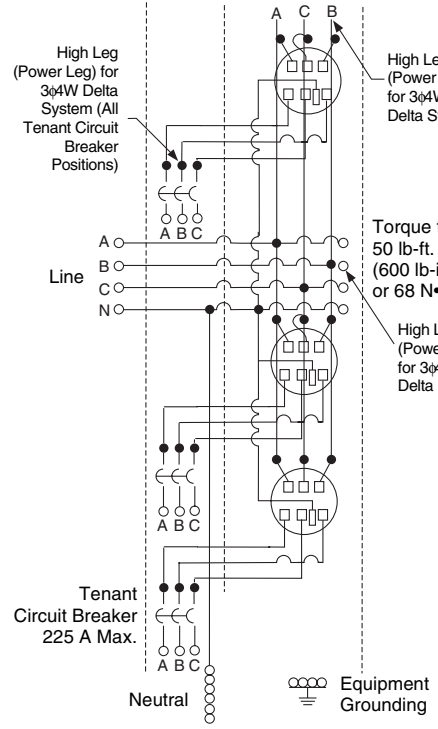 A C B
High Leg
(Power Leg) for
3ϕ4W Delta
System (All
Tenant Circuit
Breaker
Positions)
High Le
(Power
for 3ϕ4W
Delta S
A B C
Line
A
B
C
N
Torque
50 lb-ft.
(600 lb-i
or 68 N•
High L
(Powe
for 3ϕ4
Delta
A B C
Tenant
Circuit Breaker
225 A Max.
A B C
Neutral
Equipment
Grounding